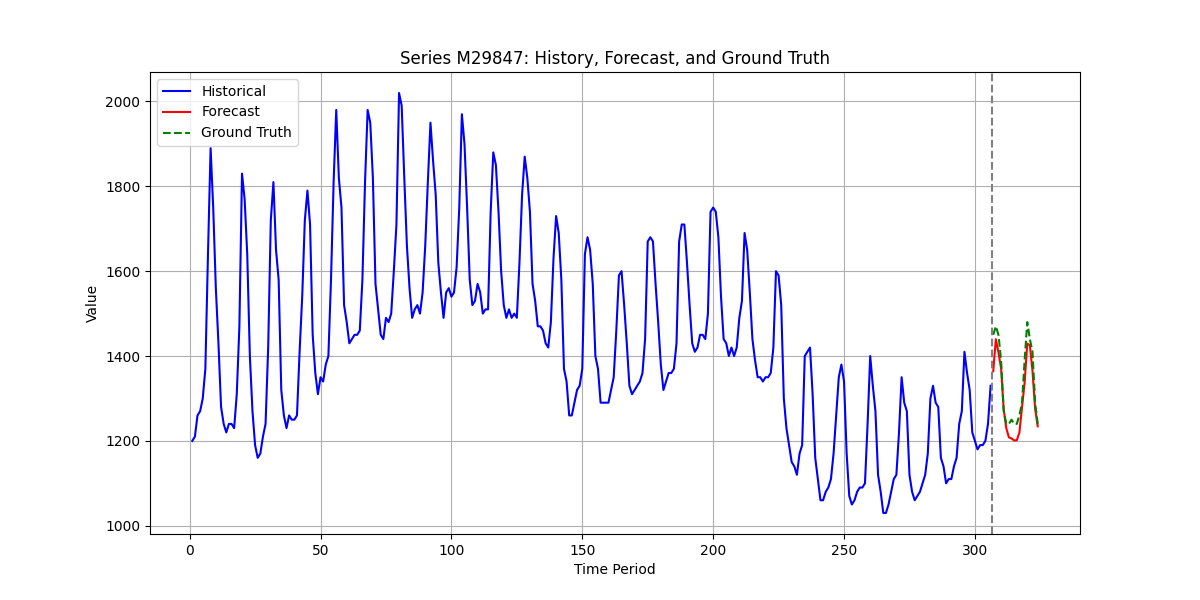 Series M29847: History, Forecast, and Ground Truth
Historical
Forecast
Ground Truth
2000
1800
1600
1400
1200
1000
Value
0 50 100 150 200 250 300
Time Period